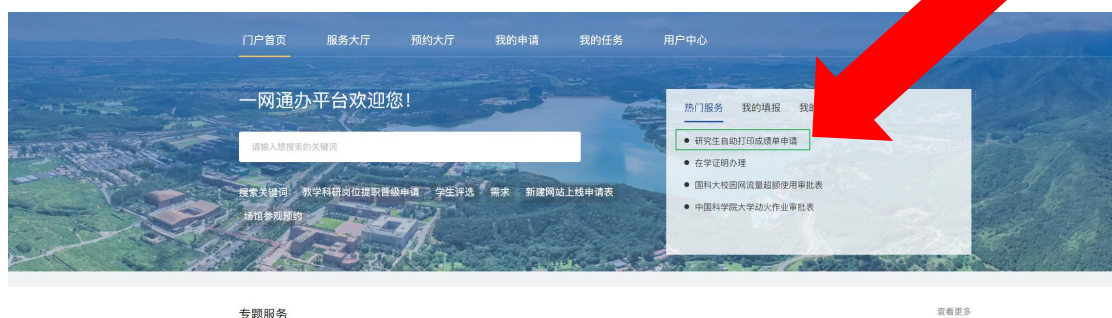 门户首页 服务大厅 预约大厅 我的申请 我的任务 用户中心
一网通办平台欢迎您!
请输入想搜索的关键词
搜索关键词: 教学科研岗位提职晋级申请 学生评选 需求 新建网站上线申请表
场馆参观预约
热门服务 我的填报 我的
研究生自助打印成绩单申请
在学证明办理
国科大校园网流量超额使用审批表
中国科学院大学动火作业审批表
专题服务 查看更多